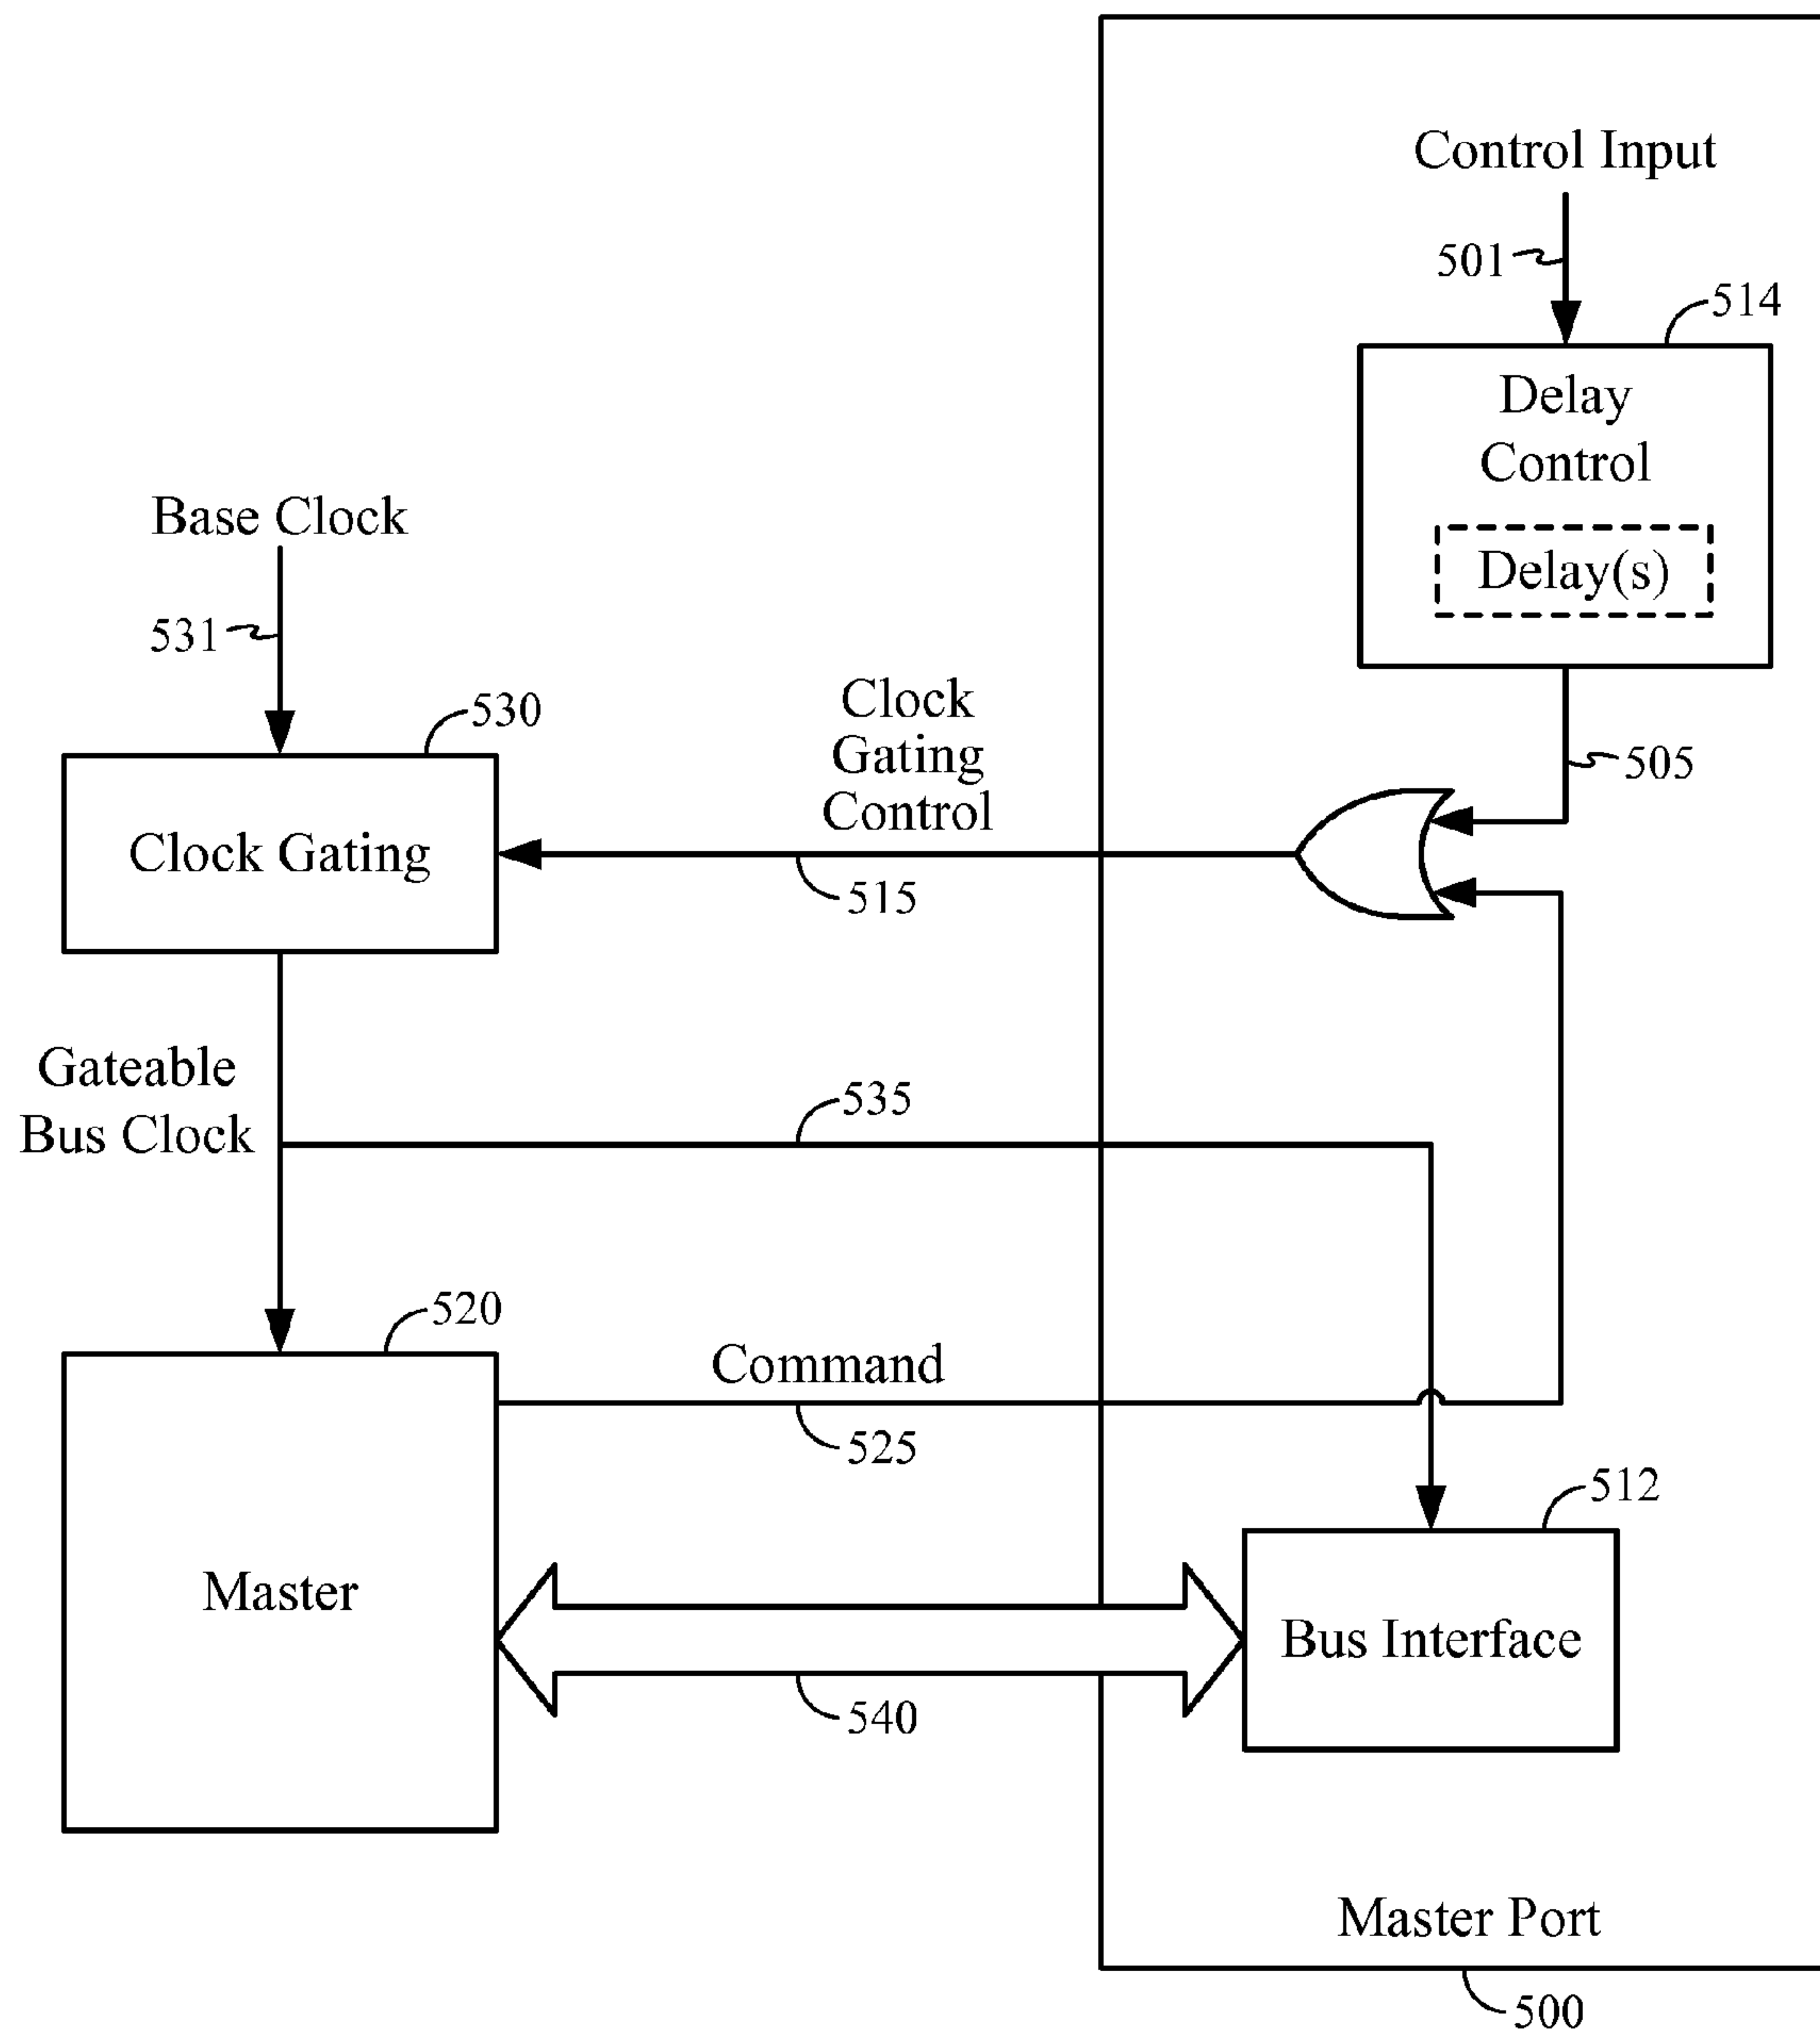 Control Input
501
514
Delay
Control
Delay(s)
Base Clock
531
530
Clock
Gating
Control
505
Clock Gating
515
Gateable
Bus Clock
535
520
Command
525
512
Master
Bus Interface
540
Master Port
500